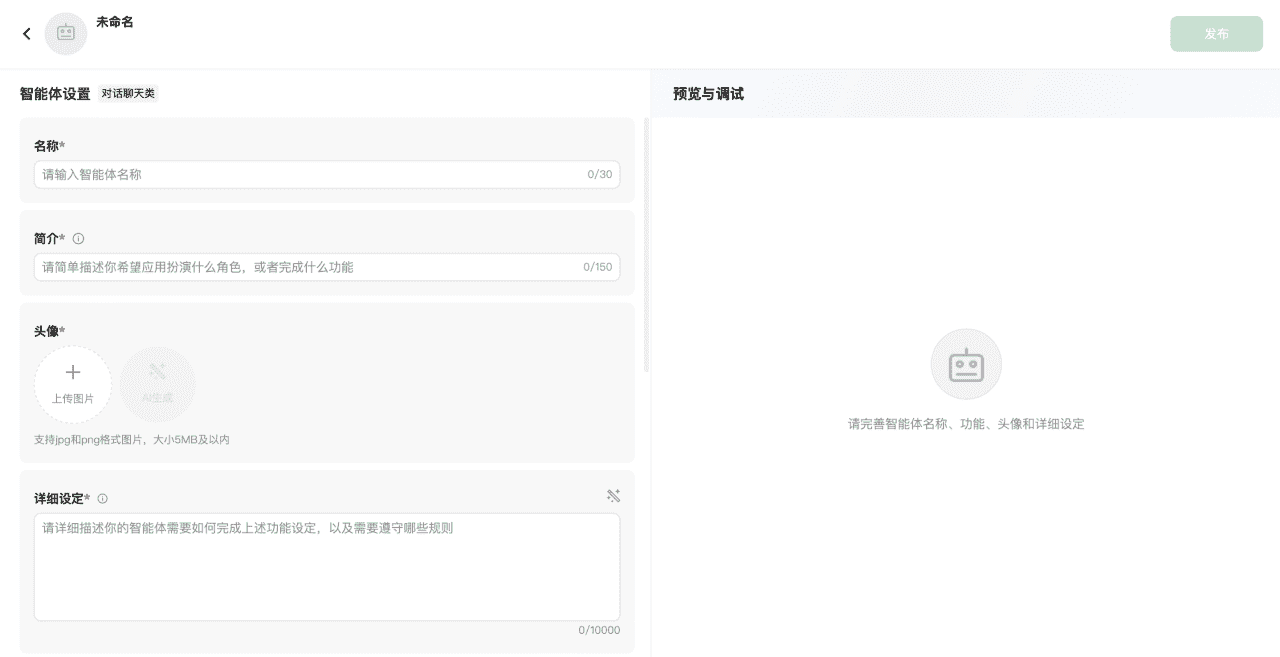 未命名
发布
智能体设置 对话聊天类
名称*
请输入智能体名称 0/30
简介*
请简单描述你希望应用扮演什么角色，或者完成什么功能 0/150
头像*
上传图片
AI生成
支持jpg和png格式图片，大小5MB及以内
详细设定*
请详细描述你的智能体需要如何完成上述功能设定，以及需要遵守哪些规则
0/10000
预览与调试
请完善智能体名称、功能、头像和详细设定